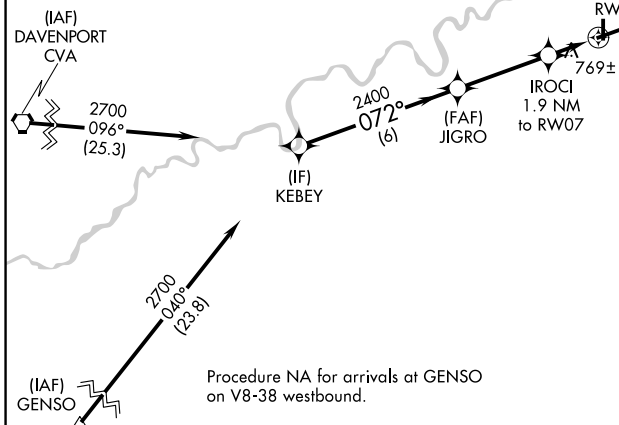 (IAF)
DAVENPORT
CVA
2700
096°
(25.3)
RW
769±
IROCI
1.9 NM
to RW07
2400
072°
(6)
(FAF)
JIGRO
(IF)
KEBEY
2700
040°
(23.8)
(IAF)
GENSO
Procedure NA for arrivals at GENSO
on V8-38 westbound.